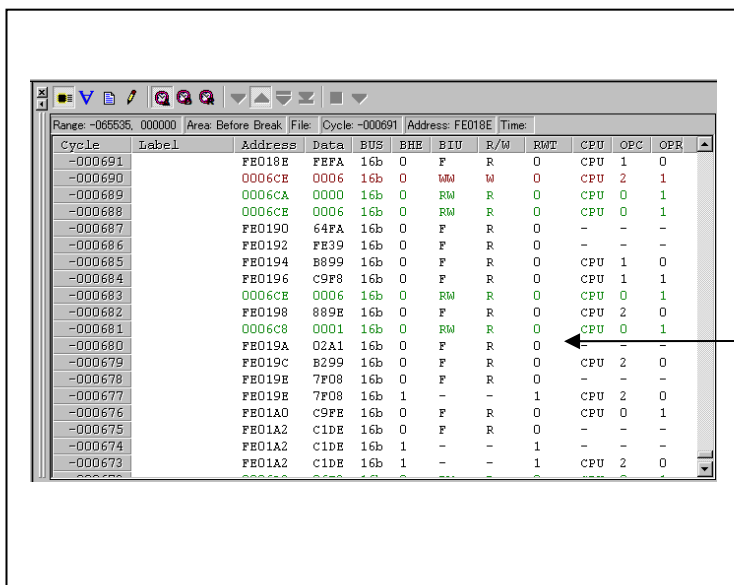 Range: -065535, 000000 Area: Before Break File: Cycle: -000691 Address: FE018E Time:
Cycle Label Address Data BUS BHE BIU R/W RWT CPU OPC OPR
-000691 FE018E FEFA 16b 0 F R 0 CPU 1 0
-000690 0006CE 0006 16b 0 WW W 0 CPU 2 1
-000689 0006CA 0000 16b 0 RW R 0 CPU 0 1
-000688 0006CE 0006 16b 0 RW R 0 CPU 0 1
-000687 FE0190 64FA 16b 0 F R 0 - - -
-000686 FE0192 FE39 16b 0 F R 0 - - -
-000685 FE0194 B899 16b 0 F R 0 CPU 1 0
-000684 FE0196 C9F8 16b 0 F R 0 CPU 1 1
-000683 0006CE 0006 16b 0 RW R 0 CPU 0 1
-000682 FE0198 889E 16b 0 F R 0 CPU 2 0
-000681 0006C8 0001 16b 0 RW R 0 CPU 0 1
-000680 FE019A 02A1 16b 0 F R 0 - - -
-000679 FE019C B299 16b 0 F R 0 CPU 2 0
-000678 FE019E 7F08 16b 0 F R 0 - - -
-000677 FE019E 7F08 16b 1 - - 1 CPU 2 0
-000676 FE01A0 C9FE 16b 0 F R 0 CPU 0 1
-000675 FE01A2 C1DE 16b 0 F R 0 - - -
-000674 FE01A2 C1DE 16b 1 - - 1 - - -
-000673 FE01A2 C1DE 16b 1 - - 1 CPU 2 0